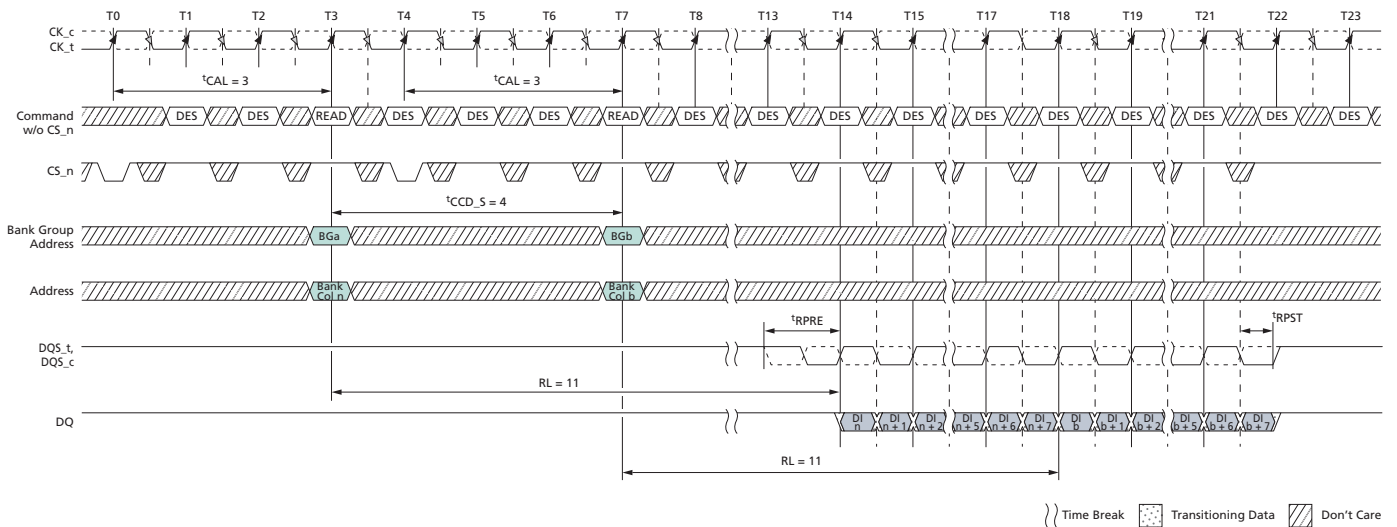 T0 T1 T2 T3 T4 T5 T6 T7 T8 T13 T14 T15 T17 T18 T19 T21 T22 T23
CK_c
CK_t
tCAL = 3 tCAL = 3
Command
w/o CS_n
DES DES READ DES DES DES READ DES DES DES DES DES DES DES DES DES DES
CS_n
tCCD_S = 4
Bank Group
Address
BGa BGb
Address
Bank
Col n
Bank
Col b
tRPRE tRPST
DQS_t,
DQS_c
RL = 11
DQ
DI
n
DI
n + 1
DI
n + 2
DI
n + 5
DI
n + 6
DI
n + 7
DI
b
DI
b + 1
DI
b + 2
DI
b + 5
DI
b + 6
DI
b + 7
RL = 11
Time Break Transitioning Data Don't Care